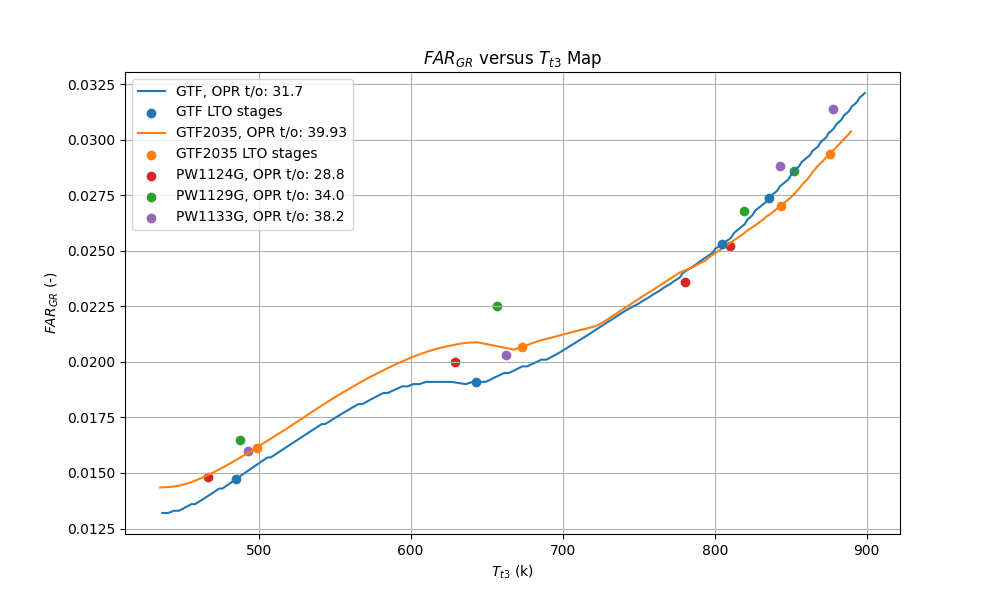 FAR_GR versus T_t3 Map
GTF, OPR t/o: 31.7
GTF LTO stages
GTF2035, OPR t/o: 39.93
GTF2035 LTO stages
PW1124G, OPR t/o: 28.8
PW1129G, OPR t/o: 34.0
PW1133G, OPR t/o: 38.2
0.0325
0.0300
0.0275
0.0250
0.0225
0.0200
0.0175
0.0150
0.0125
FAR_GR (-)
500
600
700
800
900
T_t3 (k)